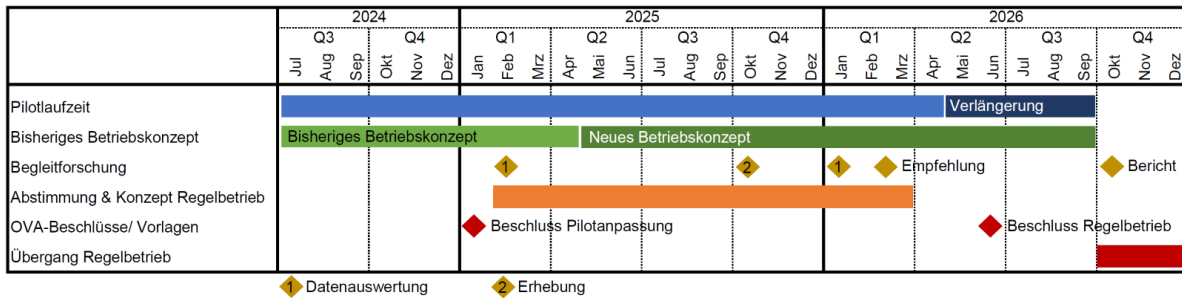 2024 2025 2026
Q3 Q4 Q1 Q2 Q3 Q4 Q1 Q2 Q3 Q4
Jul Aug Sep Okt Nov Dez Jan Feb Mrz Apr Mai Jun Jul Aug Sep Okt Nov Dez Jan Feb Mrz Apr Mai Jun Jul Aug Sep Okt Nov Dez
Pilotlaufzeit Verlängerung
Bisheriges Betriebskonzept Bisheriges Betriebskonzept Neues Betriebskonzept
Begleitforschung 1 2 1 Empfehlung Bericht
Abstimmung & Konzept Regelbetrieb
OVA-Beschlüsse/ Vorlagen Beschluss Pilotanpassung Beschluss Regelbetrieb
Übergang Regelbetrieb
1 Datenauswertung 2 Erhebung